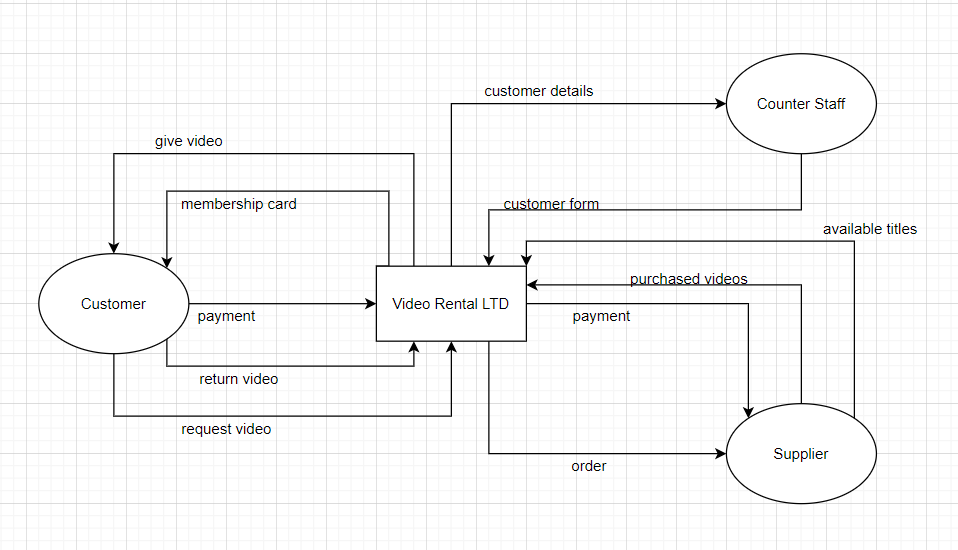 customer details
Counter Staff
give video
membership card
customer form
available titles
purchased videos
Customer
Video Rental LTD
payment
payment
return video
request video
order
Supplier